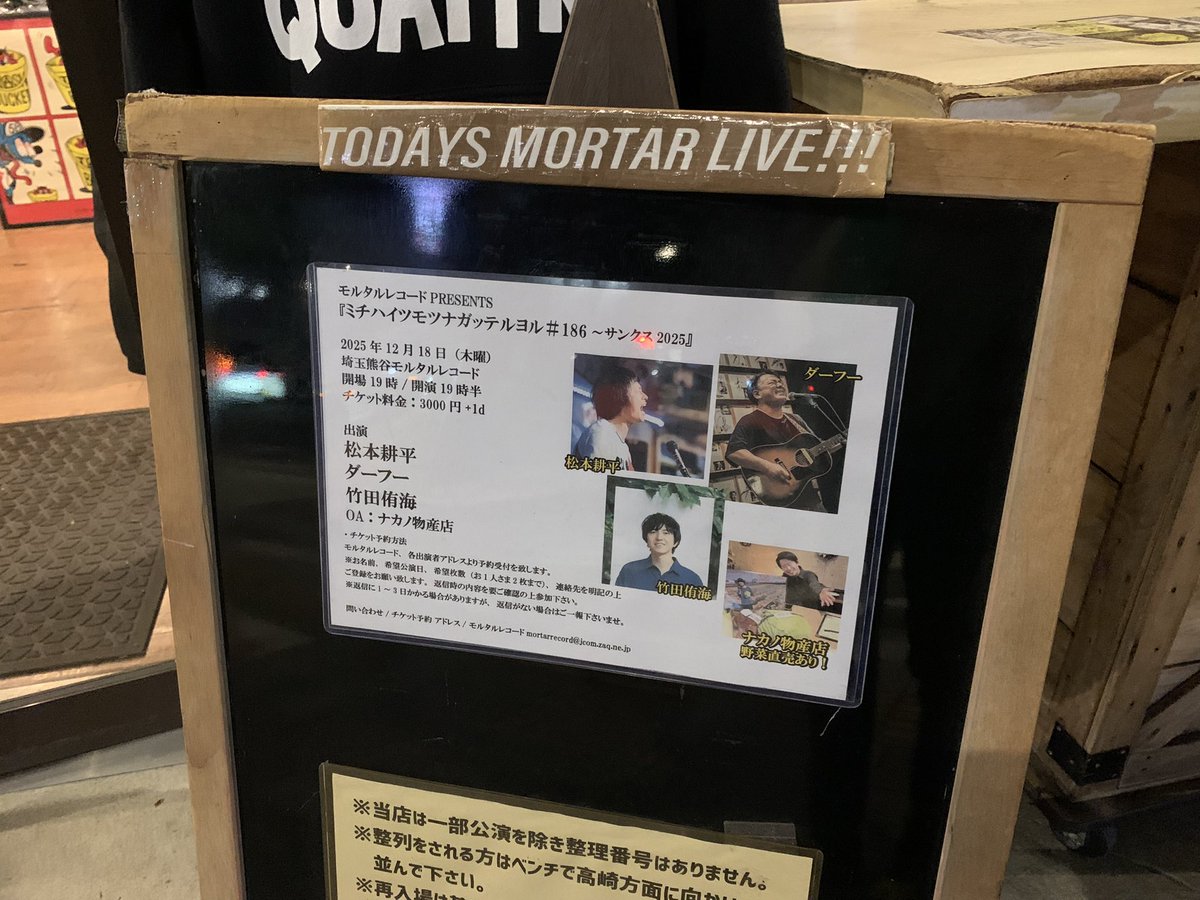 QUATTR
TODAYS MORTAR LIVE!!!
モルタルレコード PRESENTS
『ミチハイツモツナガッテルヨル＃186 ～サンクス 2025』
2025 年 12 月 18 日（木曜）
埼玉熊谷モルタルレコード
開場 19 時 / 開演 19 時半
チケット料金：3000 円 +1d
出演
松本耕平
ダーフー
竹田侑海
OA：ナカノ物産店
・チケット予約方法
モルタルレコード、各出演者アドレスより予約受付を致します。
※お名前、希望公演日、希望枚数（お１人さま２枚まで）、連絡先を明記の上
ご登録をお願い致します。返信時の内容を要ご確認の上参加下さい。
※返信に１～３日かかる場合がありますが、返信がない場合はご一報下さいませ。
問い合わせ / チケット予約 アドレス / モルタルレコード mortarrecord@jcom.zaq.ne.jp
松本耕平
ダーフー
竹田侑海
ナカノ物産店
野菜直売あり！
※当店は一部公演を除き整理番号はありません。
※整列をされる方はベンチで高崎方面に向かい
並んで下さい。
※再入場は